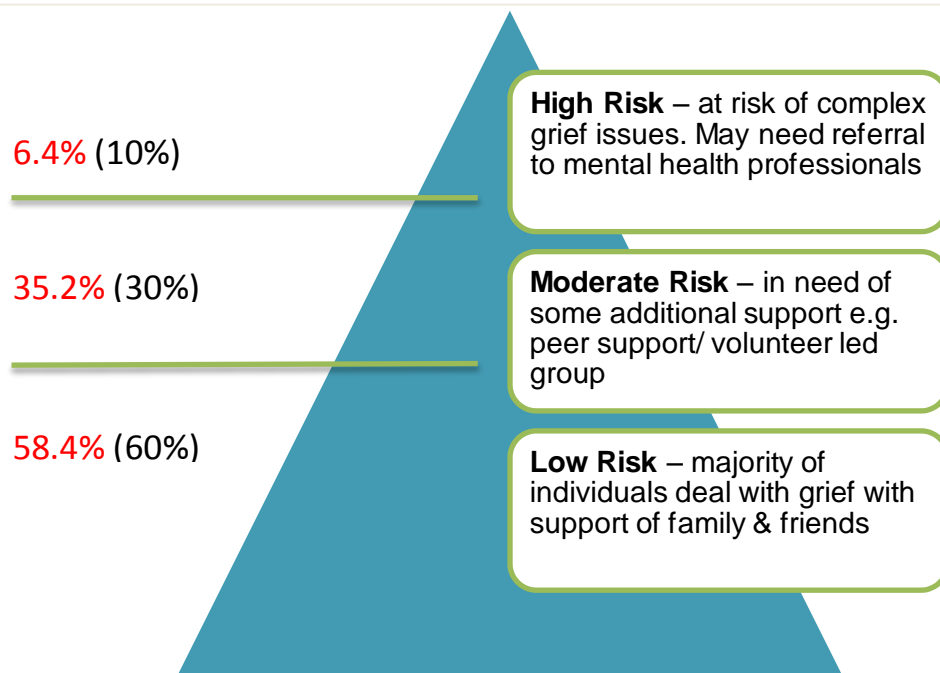 6.4% (10%)
High Risk – at risk of complex
grief issues. May need referral
to mental health professionals
35.2% (30%)
Moderate Risk – in need of
some additional support e.g.
peer support/ volunteer led
group
58.4% (60%)
Low Risk – majority of
individuals deal with grief with
support of family & friends